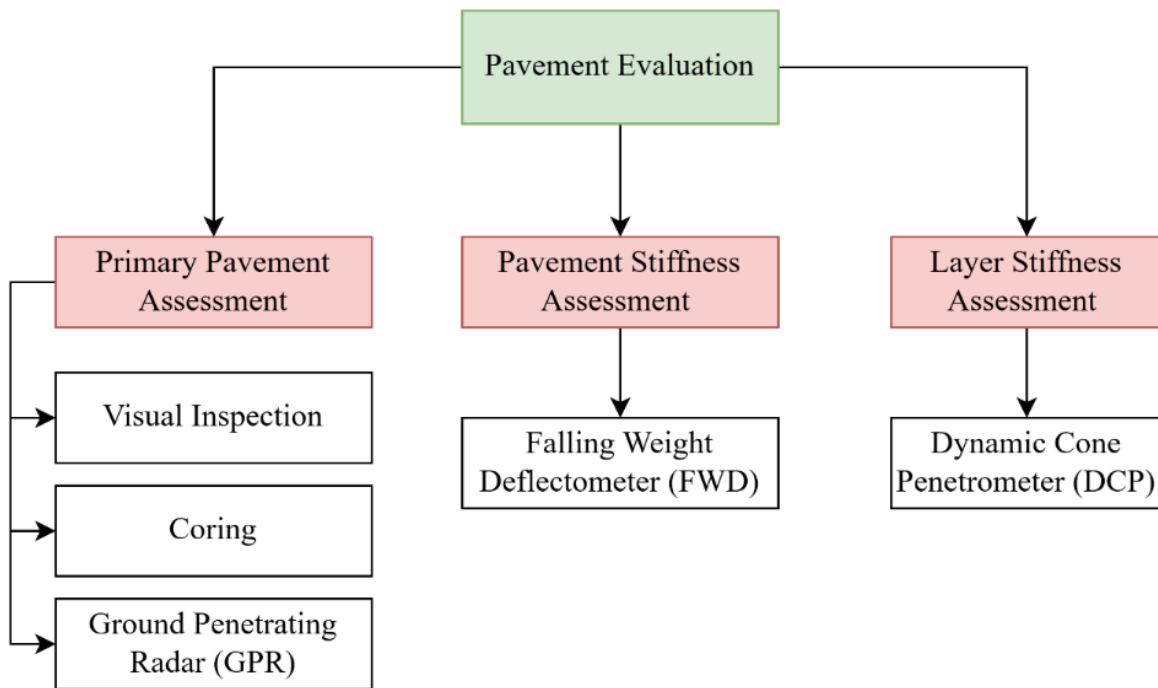 Pavement Evaluation
Primary Pavement
Assessment
Pavement Stiffness
Assessment
Layer Stiffness
Assessment
Visual Inspection
Coring
Ground Penetrating
Radar (GPR)
Falling Weight
Deflectometer (FWD)
Dynamic Cone
Penetrometer (DCP)